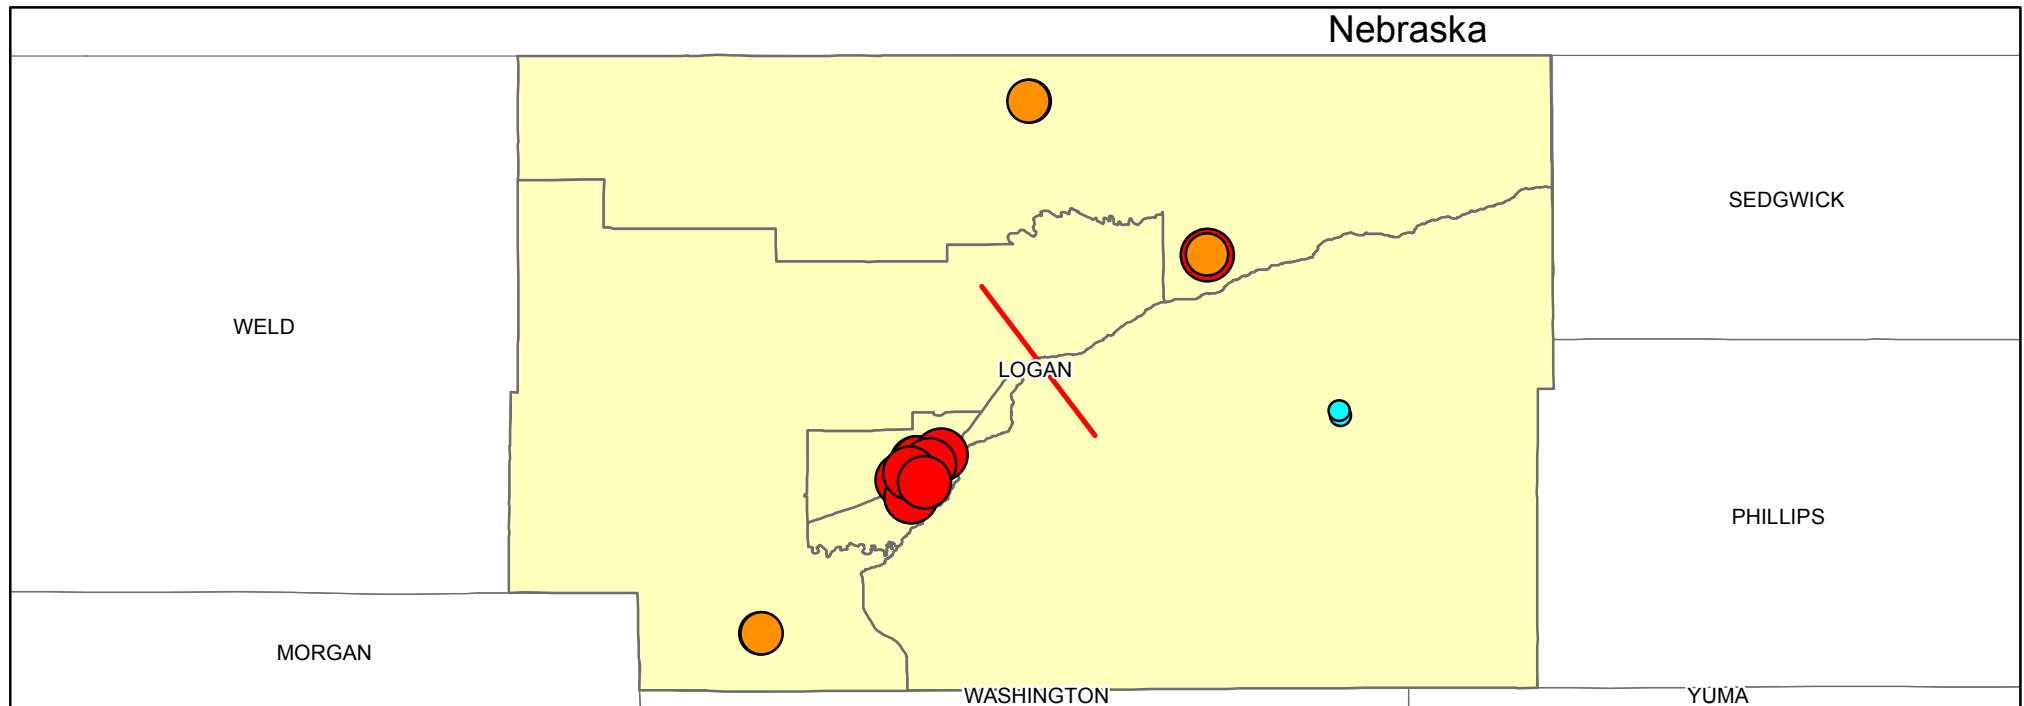 Nebraska
SEDGWICK
WELD
LOGAN
PHILLIPS
MORGAN
WASHINGTON
YUMA